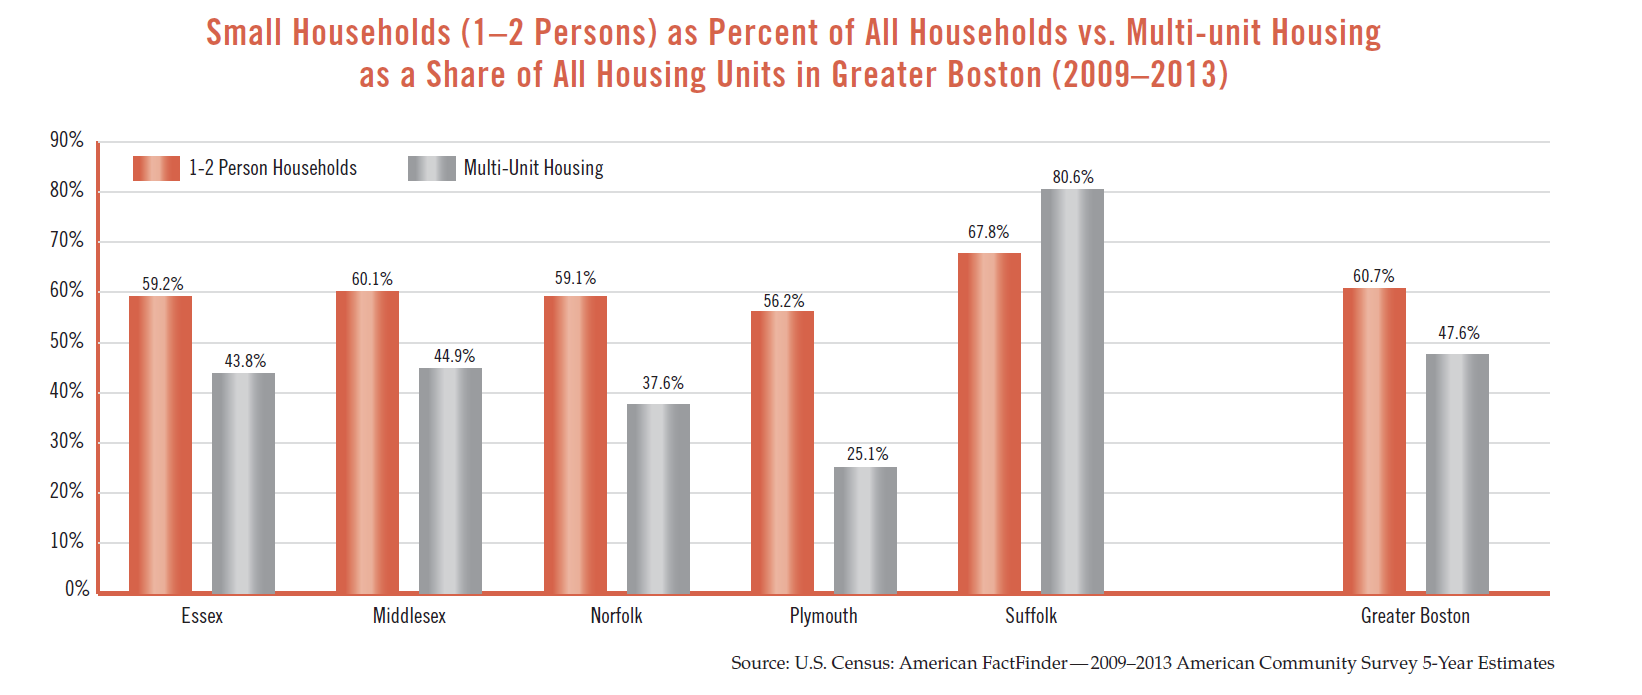 Small Households (1–2 Persons) as Percent of All Households vs. Multi-unit Housing
as a Share of All Housing Units in Greater Boston (2009–2013)
90%
1-2 Person Households
Multi-Unit Housing
80%
70%
60%
50%
40%
30%
20%
10%
0%
59.2%
43.8%
60.1%
44.9%
59.1%
37.6%
56.2%
25.1%
67.8%
80.6%
60.7%
47.6%
Essex
Middlesex
Norfolk
Plymouth
Suffolk
Greater Boston
Source: U.S. Census: American FactFinder—2009–2013 American Community Survey 5-Year Estimates